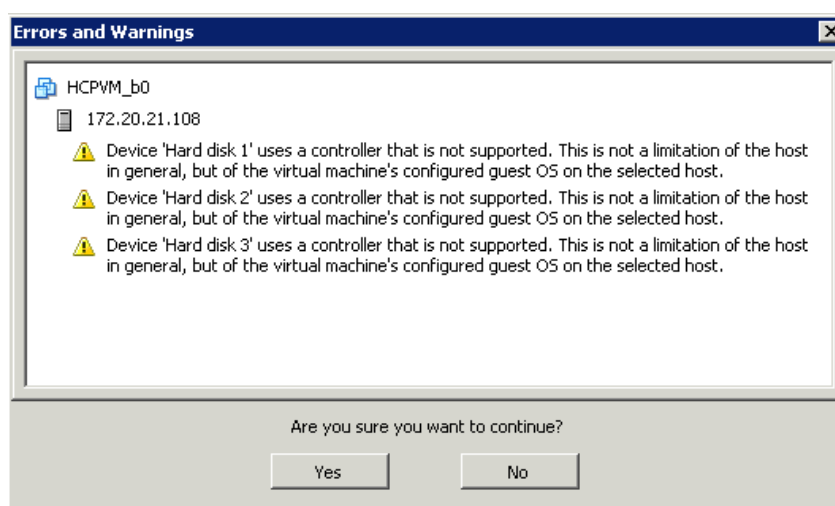 Errors and Warnings
HCPVM_b0
172.20.21.108
Device 'Hard disk 1' uses a controller that is not supported. This is not a limitation of the host
in general, but of the virtual machine's configured guest OS on the selected host.
Device 'Hard disk 2' uses a controller that is not supported. This is not a limitation of the host
in general, but of the virtual machine's configured guest OS on the selected host.
Device 'Hard disk 3' uses a controller that is not supported. This is not a limitation of the host
in general, but of the virtual machine's configured guest OS on the selected host.
Are you sure you want to continue?
Yes No